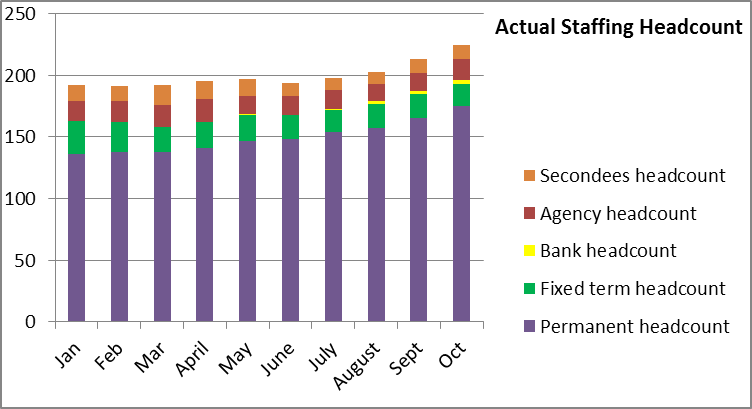 Actual Staffing Headcount
250
200
150
100
50
0
Jan
Feb
Mar
April
May
June
July
August
Sept
Oct
Secondees headcount
Agency headcount
Bank headcount
Fixed term headcount
Permanent headcount